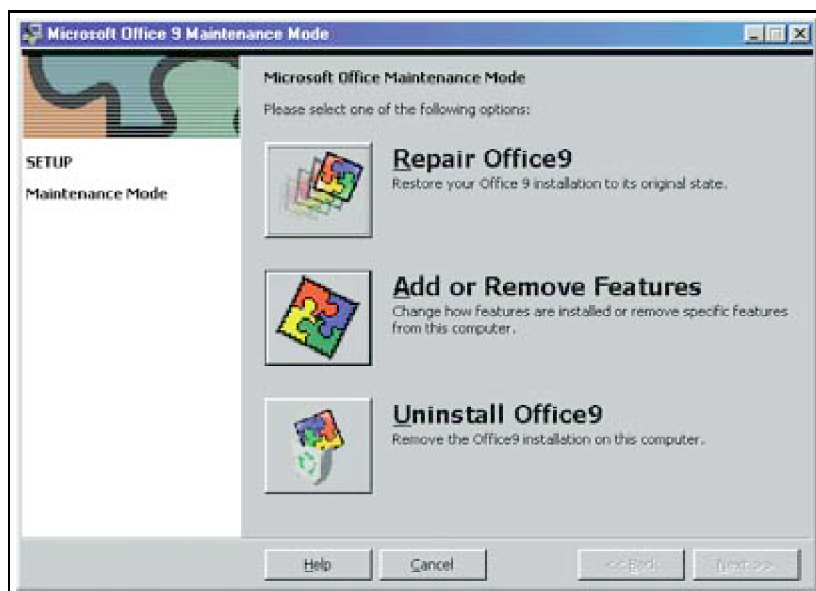 Microsoft Office 9 Maintenance Mode
Microsoft Office Maintenance Mode
Please select one of the following options:
SETUP
Maintenance Mode
Repair Office9
Restore your Office 9 installation to its original state.
Add or Remove Features
Change how features are installed or remove specific features
from this computer.
Uninstall Office9
Remove the Office9 installation on this computer.
Help
Cancel
<< Back
Next >>